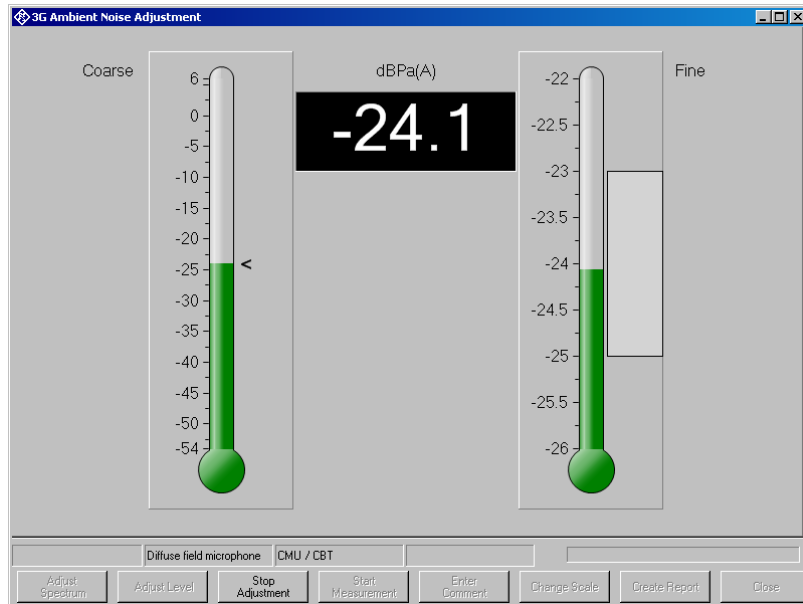 3G Ambient Noise Adjustment
Coarse
6
0
-5
-10
-15
-20
-25
-30
-35
-40
-45
-50
-54
<
dBPa(A)
-24.1
-22
-22.5
-23
-23.5
-24
-24.5
-25
-25.5
-26
Fine
Diffuse field microphone
CMU / CBT
Adjust
Spectrum
Adjust Level
Stop
Adjustment
Start
Measurement
Enter
Comment
Change Scale
Create Report
Close